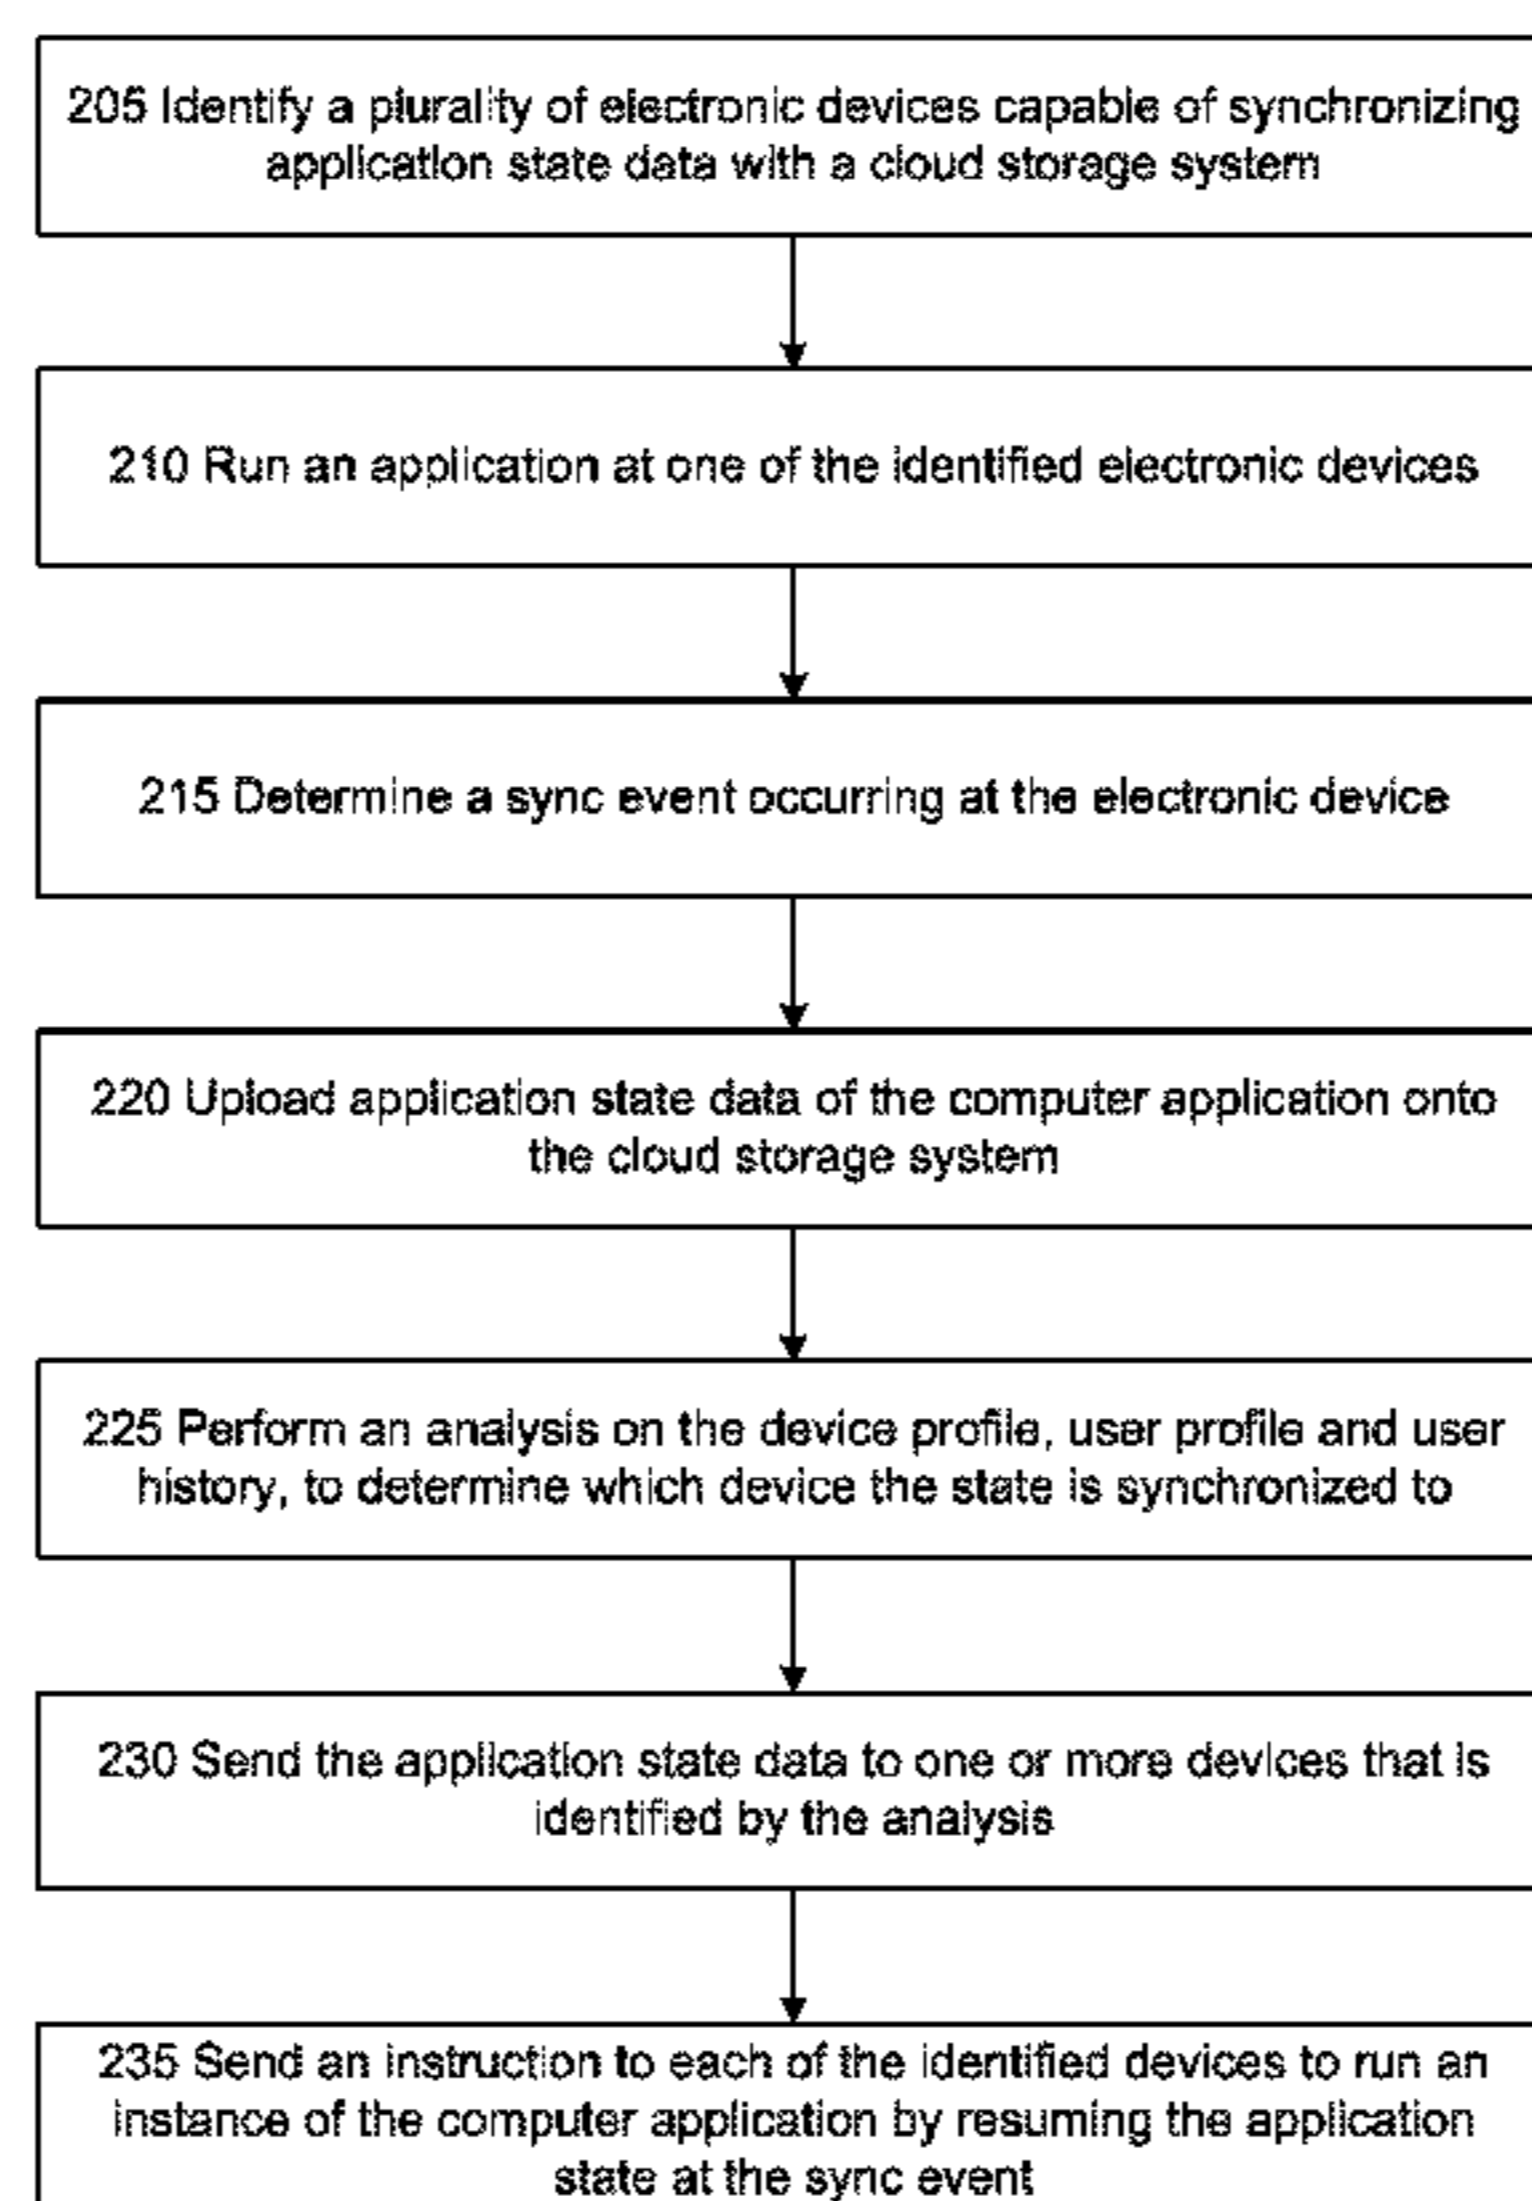 205 Identify a plurality of electronic devices capable of synchronizing
application state data with a cloud storage system
210 Run an application at one of the identified electronic devices
215 Determine a sync event occurring at the electronic device
220 Upload application state data of the computer application onto
the cloud storage system
225 Perform an analysis on the device profile, user profile and user
history, to determine which device the state is synchronized to
230 Send the application state data to one or more devices that is
identified by the analysis
235 Send an instruction to each of the identified devices to run an
instance of the computer application by resuming the application
state at the sync event